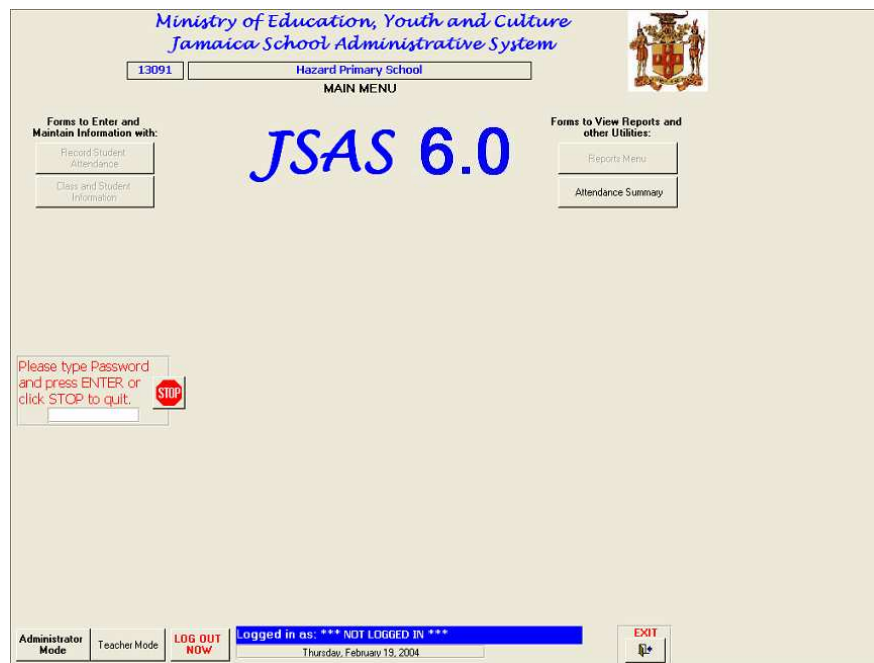 Ministry of Education, Youth and Culture
Jamaica School Administrative System
13091 Hazard Primary School
MAIN MENU
Forms to Enter and
Maintain Information with:
Record Student
Attendance
Class and Student
Information
JSAS 6.0
Forms to View Reports and
other Utilities:
Reports Menu
Attendance Summary
Please type Password
and press ENTER or
click STOP to quit.
STOP
Administrator
Mode
Teacher Mode
LOG OUT
NOW
Logged in as: *** NOT LOGGED IN ***
Thursday, February 19, 2004
EXIT